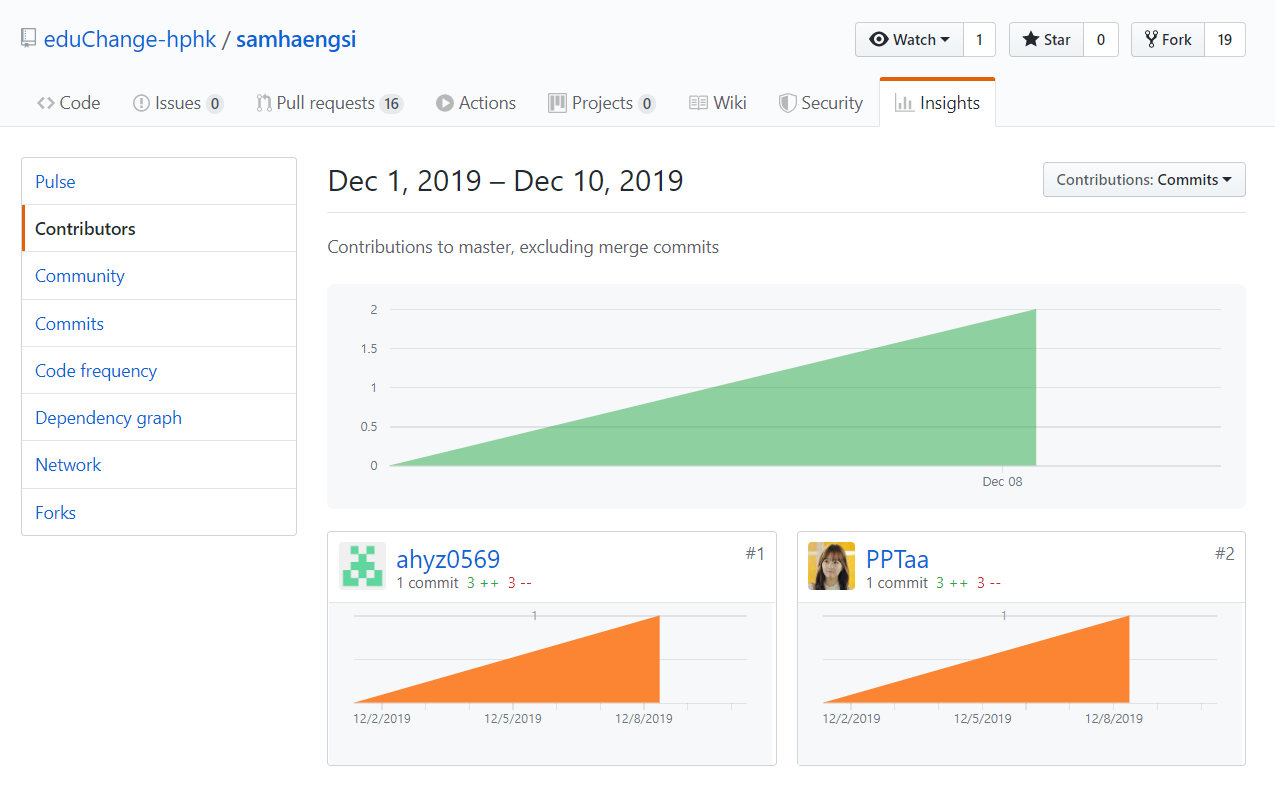 eduChange-hphk / samhaengsi
Watch 1 Star 0 Fork 19
Code Issues 0 Pull requests 16 Actions Projects 0 Wiki Security Insights
Pulse
Contributors
Community
Commits
Code frequency
Dependency graph
Network
Forks
Dec 1, 2019 – Dec 10, 2019
Contributions: Commits
Contributions to master, excluding merge commits
2
1.5
1
0.5
0
Dec 08
ahyz0569 #1
1 commit 3 ++ 3 --
1
12/2/2019 12/5/2019 12/8/2019
PPTaa #2
1 commit 3 ++ 3 --
1
12/2/2019 12/5/2019 12/8/2019